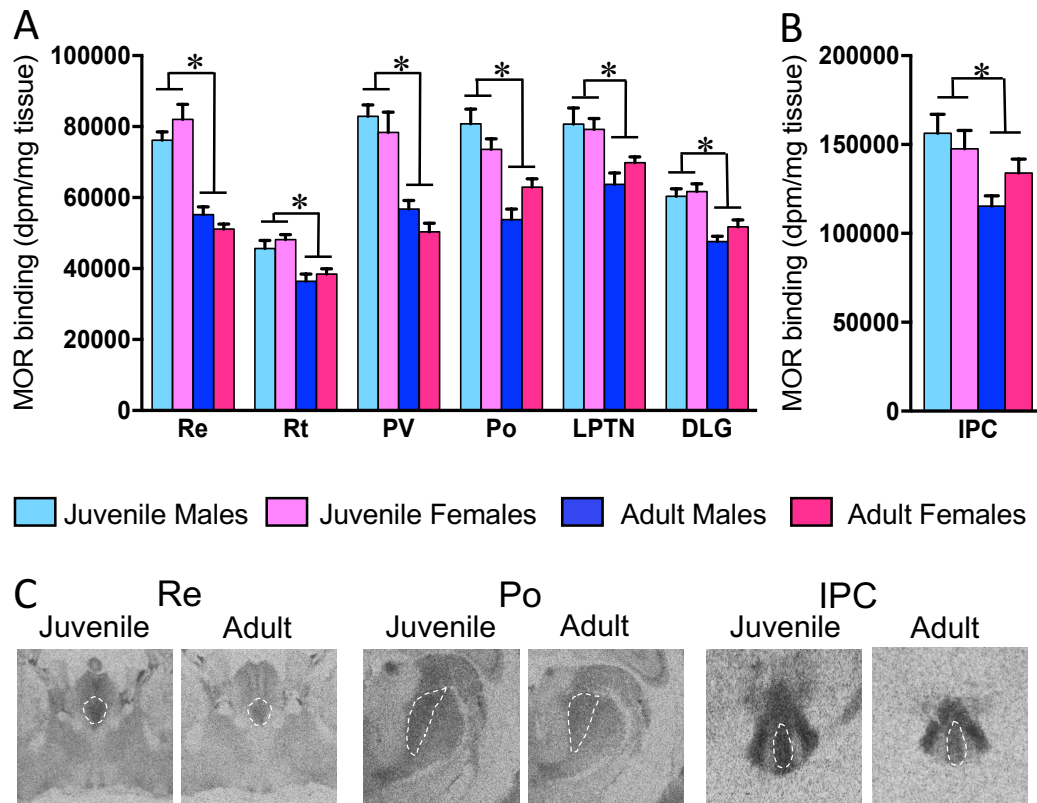 A
MOR binding (dpm/mg tissue)
100000
80000
60000
40000
20000
0
*
*
*
*
*
*
Re Rt PV Po LPTN DLG
B
MOR binding (dpm/mg tissue)
200000
150000
100000
50000
0
*
IPC
Juvenile Males Juvenile Females Adult Males Adult Females
C
Re Po IPC
Juvenile Adult Juvenile Adult Juvenile Adult